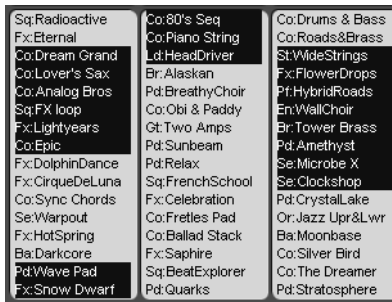 Sq:Radioactive
Fx:Eternal
Co:Dream Grand
Co:Lover's Sax
Co:Analog Bros
Sq:FX loop
Fx:Lightyears
Co:Epic
Fx:DolphinDance
Fx:CirqueDeLuna
Co:Sync Chords
Se:Warpout
Fx:HotSpring
Ba:Darkcore
Pd:Wave Pad
Fx:Snow Dwarf
Co:80's Seq
Co:Piano String
Ld:HeadDriver
Br:Alaskan
Pd:BreathyChoir
Co:Obi & Paddy
Gt:Two Amps
Pd:Sunbeam
Pd:Relax
Sq:FrenchSchool
Fx:Celebration
Co:Fretles Pad
Co:Ballad Stack
Fx:Saphire
Sq:BeatExplorer
Pd:Quarks
Co:Drums & Bass
Co:Roads&Brass
St:WideStrings
Fx:FlowerDrops
Pf:HybridRoads
En:WallChoir
Br:Tower Brass
Pd:Amethyst
Se:Microbe X
Se:Clockshop
Pd:CrystalLake
Or:Jazz Upr&Lwr
Ba:Moonbase
Co:Silver Bird
Co:The Dreamer
Pd:Stratosphere